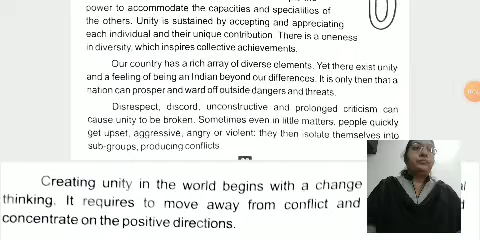 power to accommodate the capacities and specialities of
the others. Unity is sustained by accepting and appreciating
each individual and their unique contribution. There is a oneness
in diversity, which inspires collective achievements.
Our country has a rich array of diverse elements. Yet there exist unity
and a feeling of being an Indian beyond our differences. It is only then that a
nation can prosper and ward off outside dangers and threats.
Disrespect, discord, unconstructive and prolonged criticism can
cause unity to be broken. Sometimes even in little matters, people quickly
get upset, aggressive, angry or violent; they then isolate themselves into
sub-groups, producing conflicts.
Creating unity in the world begins with a change
thinking. It requires to move away from conflict and
concentrate on the positive directions.